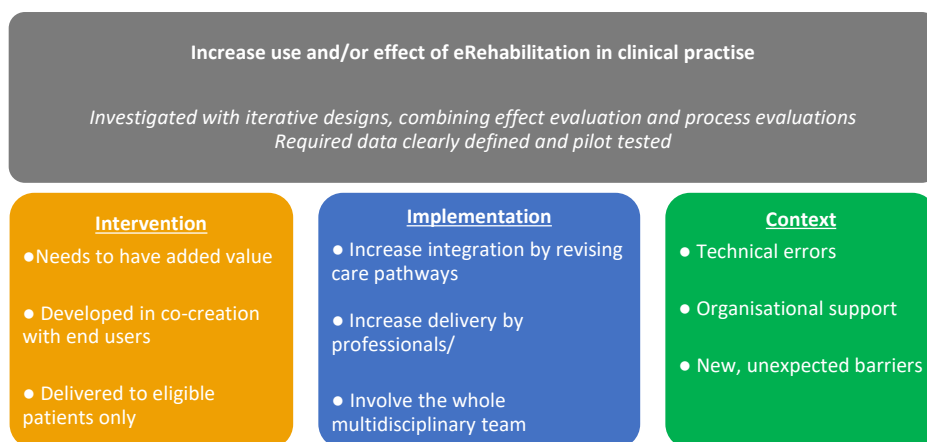 Increase use and/or effect of eRehabilitation in clinical practise
Investigated with iterative designs, combining effect evaluation and process evaluations
Required data clearly defined and pilot tested
Intervention
●Needs to have added value
● Developed in co-creation
with end users
● Delivered to eligible
patients only
Implementation
● Increase integration by revising
care pathways
● Increase delivery by
professionals/
● Involve the whole
multidisciplinary team
Context
● Technical errors
● Organisational support
● New, unexpected barriers